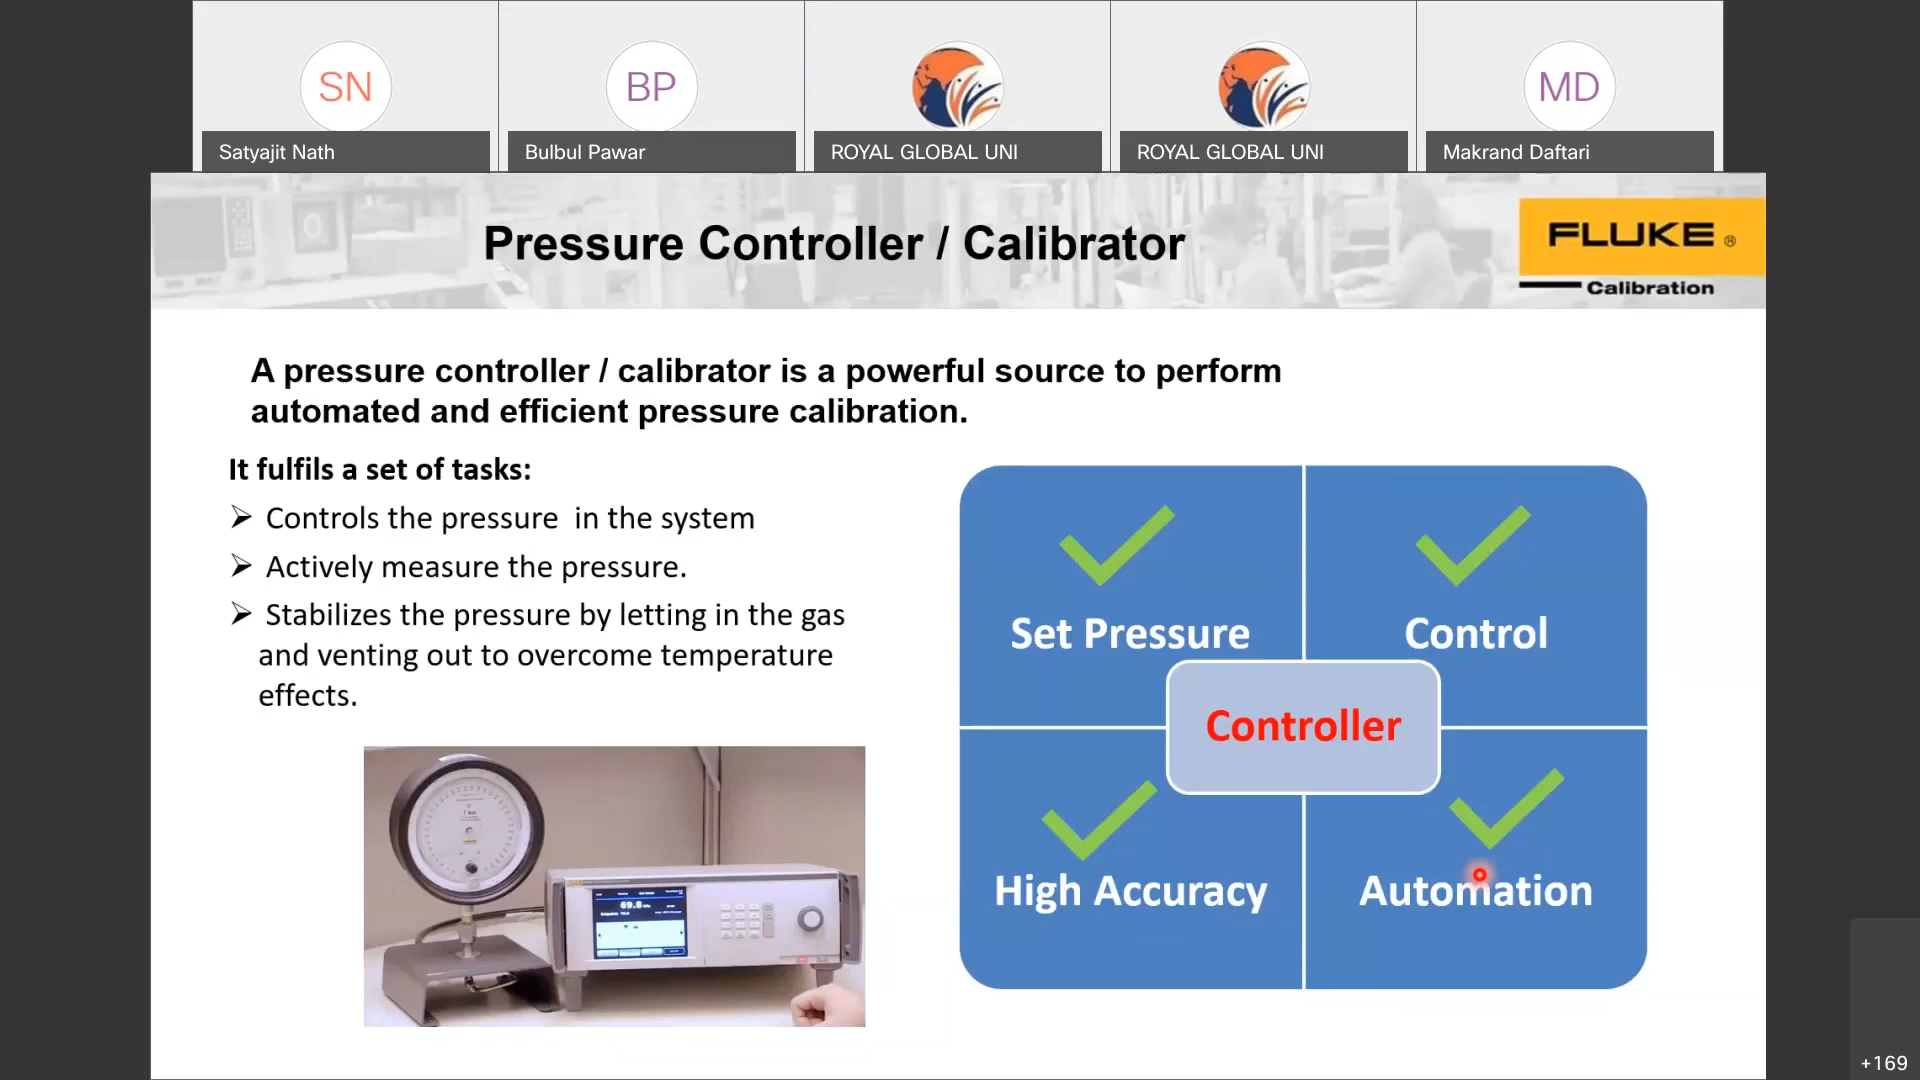 SN
BP
MD
Satyajit Nath
Bulbul Pawar
ROYAL GLOBAL UNI
ROYAL GLOBAL UNI
Makrand Daftari
Pressure Controller / Calibrator
FLUKE ®
Calibration
A pressure controller / calibrator is a powerful source to perform
automated and efficient pressure calibration.
It fulfils a set of tasks:
➢ Controls the pressure  in the system
➢ Actively measure the pressure.
➢ Stabilizes the pressure by letting in the gas
and venting out to overcome temperature
effects.
Set Pressure
Control
Controller
High Accuracy
Automation
69.8
+169